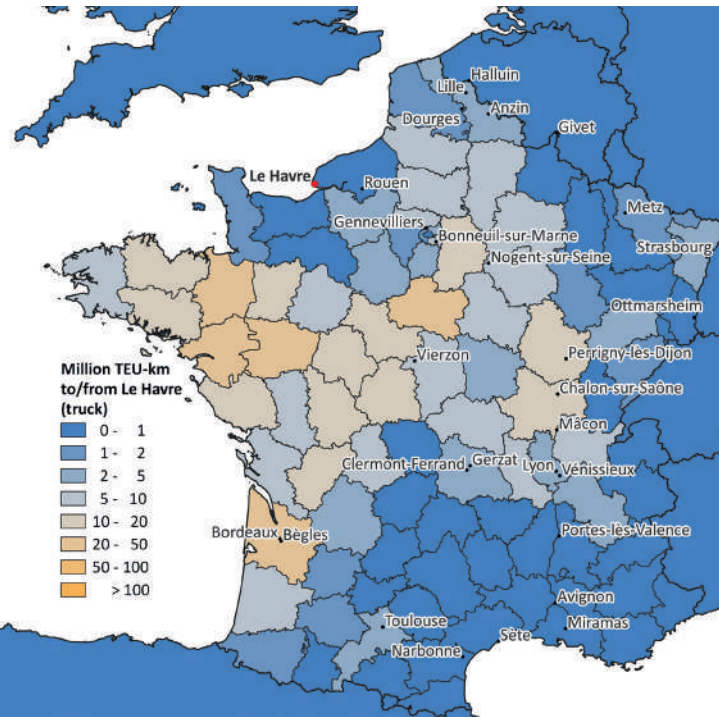 Halluin
Lille
Anzin
Dourges
Givet
Le Havre
Rouen
Metz
Gennevilliers
Bonneuil-sur-Marne
Strasbourg
Nogent-sur-Seine
Ottmarsheim
Vierzon
Perrigny-lès-Dijon
Million TEU-km
to/from Le Havre
(truck)
0 - 1
1 - 2
2 - 5
5 - 10
10 - 20
20 - 50
50 - 100
> 100
Chalon-sur-Saône
Mâcon
Clermont-Ferrand
Gerzat
Lyon
Vénissieux
Bordeaux
Bègles
Portes-lès-Valence
Avignon
Toulouse
Miramas
Sète
Narbonne